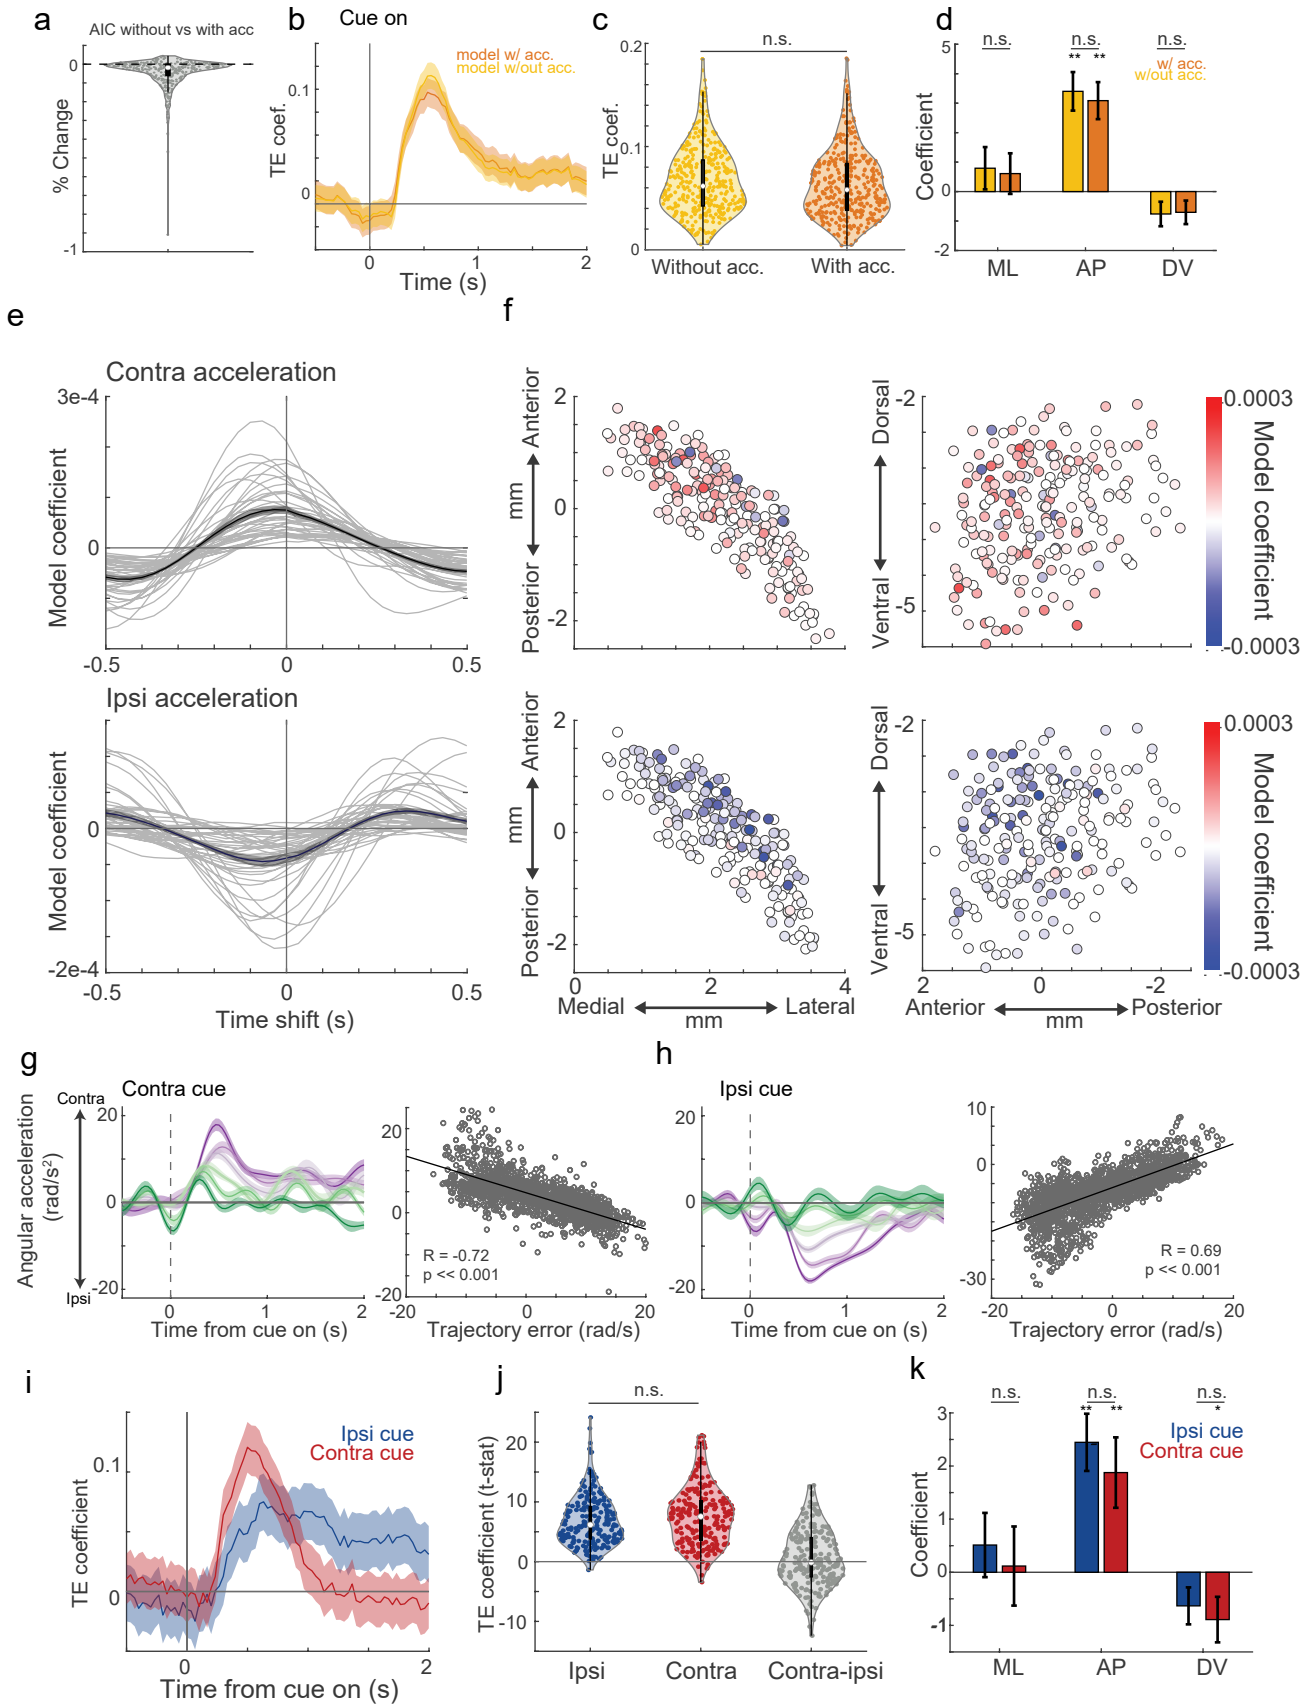 a
AIC without vs with acc
0
-1
% Change
b
Cue on
model w/ acc.
model w/out acc.
0.1
0
TE coef.
0 1 2
Time (s)
c
n.s.
0.2
0.1
0
TE coef.
Without acc. With acc.
d
n.s. n.s. n.s.
** **
w/ acc.
w/out acc.
5
0
-2
Coefficient
ML AP DV
e
Contra acceleration
3e-4
0
Model coefficient
-0.5 0 0.5
Ipsi acceleration
0
-2e-4
Model coefficient
-0.5 0 0.5
Time shift (s)
f
2
0
-2
Posterior mm Anterior
-2
-5
Ventral Dorsal
0.0003
-0.0003
Model coefficient
2
0
-2
Posterior mm Anterior
0 2 4
Medial mm Lateral
-2
-5
Ventral Dorsal
2 0 -2
Anterior mm Posterior
0.0003
-0.0003
Model coefficient
g
Contra cue
Contra
Ipsi
Angular acceleration
(rad/s²)
20
0
-20
0 1 2
Time from cue on (s)
20
0
-20
R = -0.72
p << 0.001
-20 0 20
Trajectory error (rad/s)
h
Ipsi cue
20
0
-20
0 1 2
Time from cue on (s)
10
0
-30
R = 0.69
p << 0.001
-20 0 20
Trajectory error (rad/s)
i
Ipsi cue
Contra cue
0.1
0
TE coefficient
0 2
Time from cue on (s)
j
n.s.
20
10
0
-10
TE coefficient (t-stat)
Ipsi Contra Contra-ipsi
k
n.s. n.s. n.s.
** ** *
Ipsi cue
Contra cue
3
2
1
0
-1
Coefficient
ML AP DV